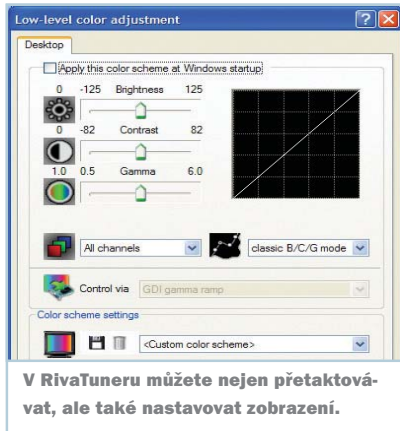 Low-level color adjustment
Desktop
Apply this color scheme at Windows startup
0 -125 Brightness 125
0 -82 Contrast 82
1.0 0.5 Gamma 6.0
All channels classic B/C/G mode
Control via GDI gamma ramp
Color scheme settings
<Custom color scheme>
V RivaTuneru můžete nejen přetaktová-
vat, ale také nastavovat zobrazení.